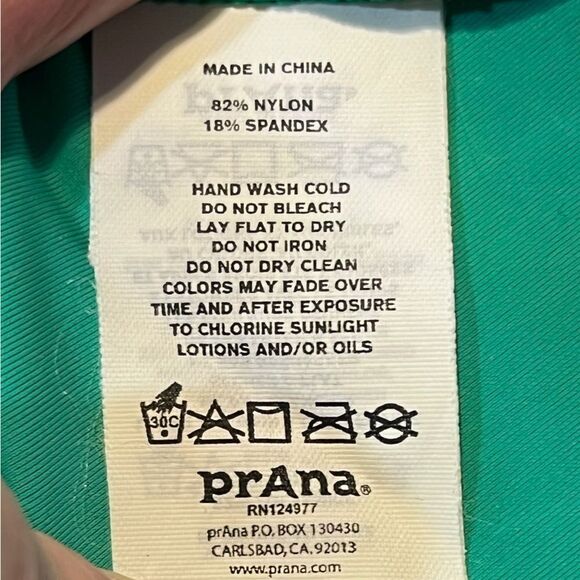 MADE IN CHINA
82% NYLON
18% SPANDEX
HAND WASH COLD
DO NOT BLEACH
LAY FLAT TO DRY
DO NOT IRON
DO NOT DRY CLEAN
COLORS MAY FADE OVER
TIME AND AFTER EXPOSURE
TO CHLORINE SUNLIGHT
LOTIONS AND/OR OILS
30C
prAna®
RN124977
prAna P.O. BOX 130430
CARLSBAD, CA. 92013
www.prana.com